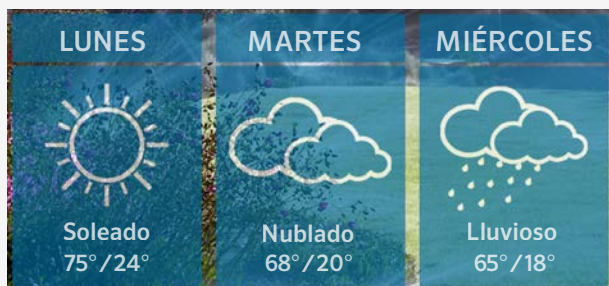 LUNES
Soleado
75°/24°
MARTES
Nublado
68°/20°
MIÉRCOLES
Lluvioso
65°/18°